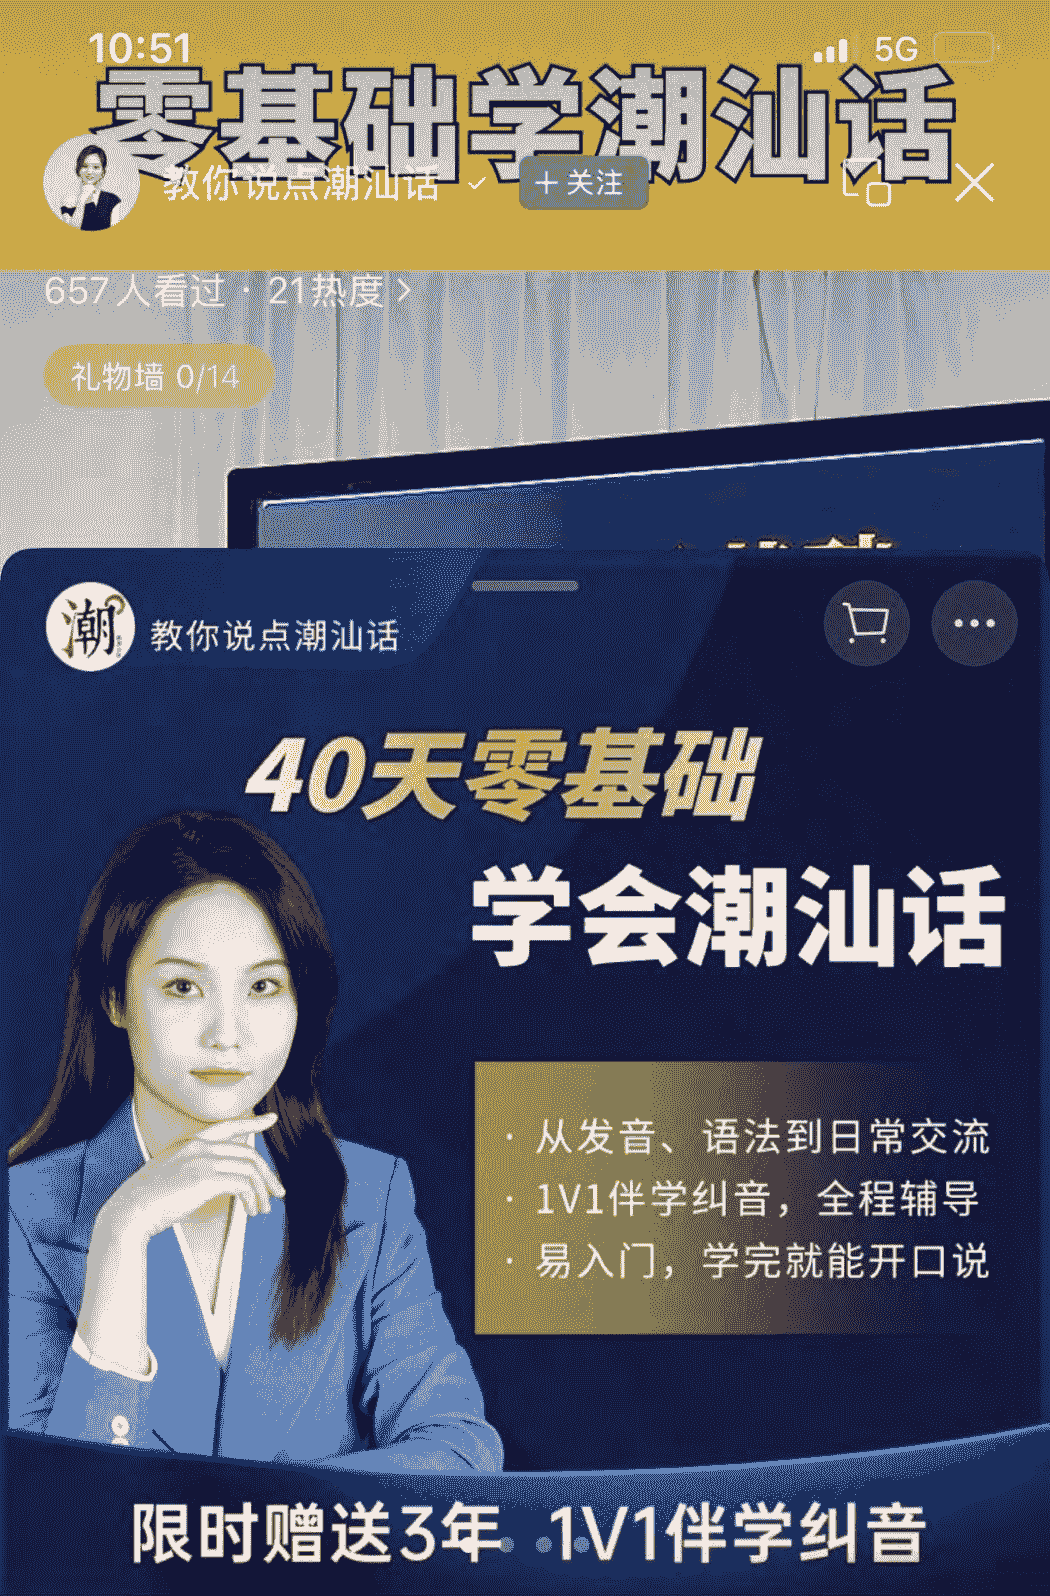 10:51
5G
零基础学潮汕话
教你说点潮汕话
+关注
657人看过 · 21热度 >
礼物墙 0/14
潮
教你说点潮汕话
40天零基础
学会潮汕话
· 从发音、语法到日常交流
· 1V1伴学纠音，全程辅导
· 易入门，学完就能开口说
限时赠送3年 1V1伴学纠音